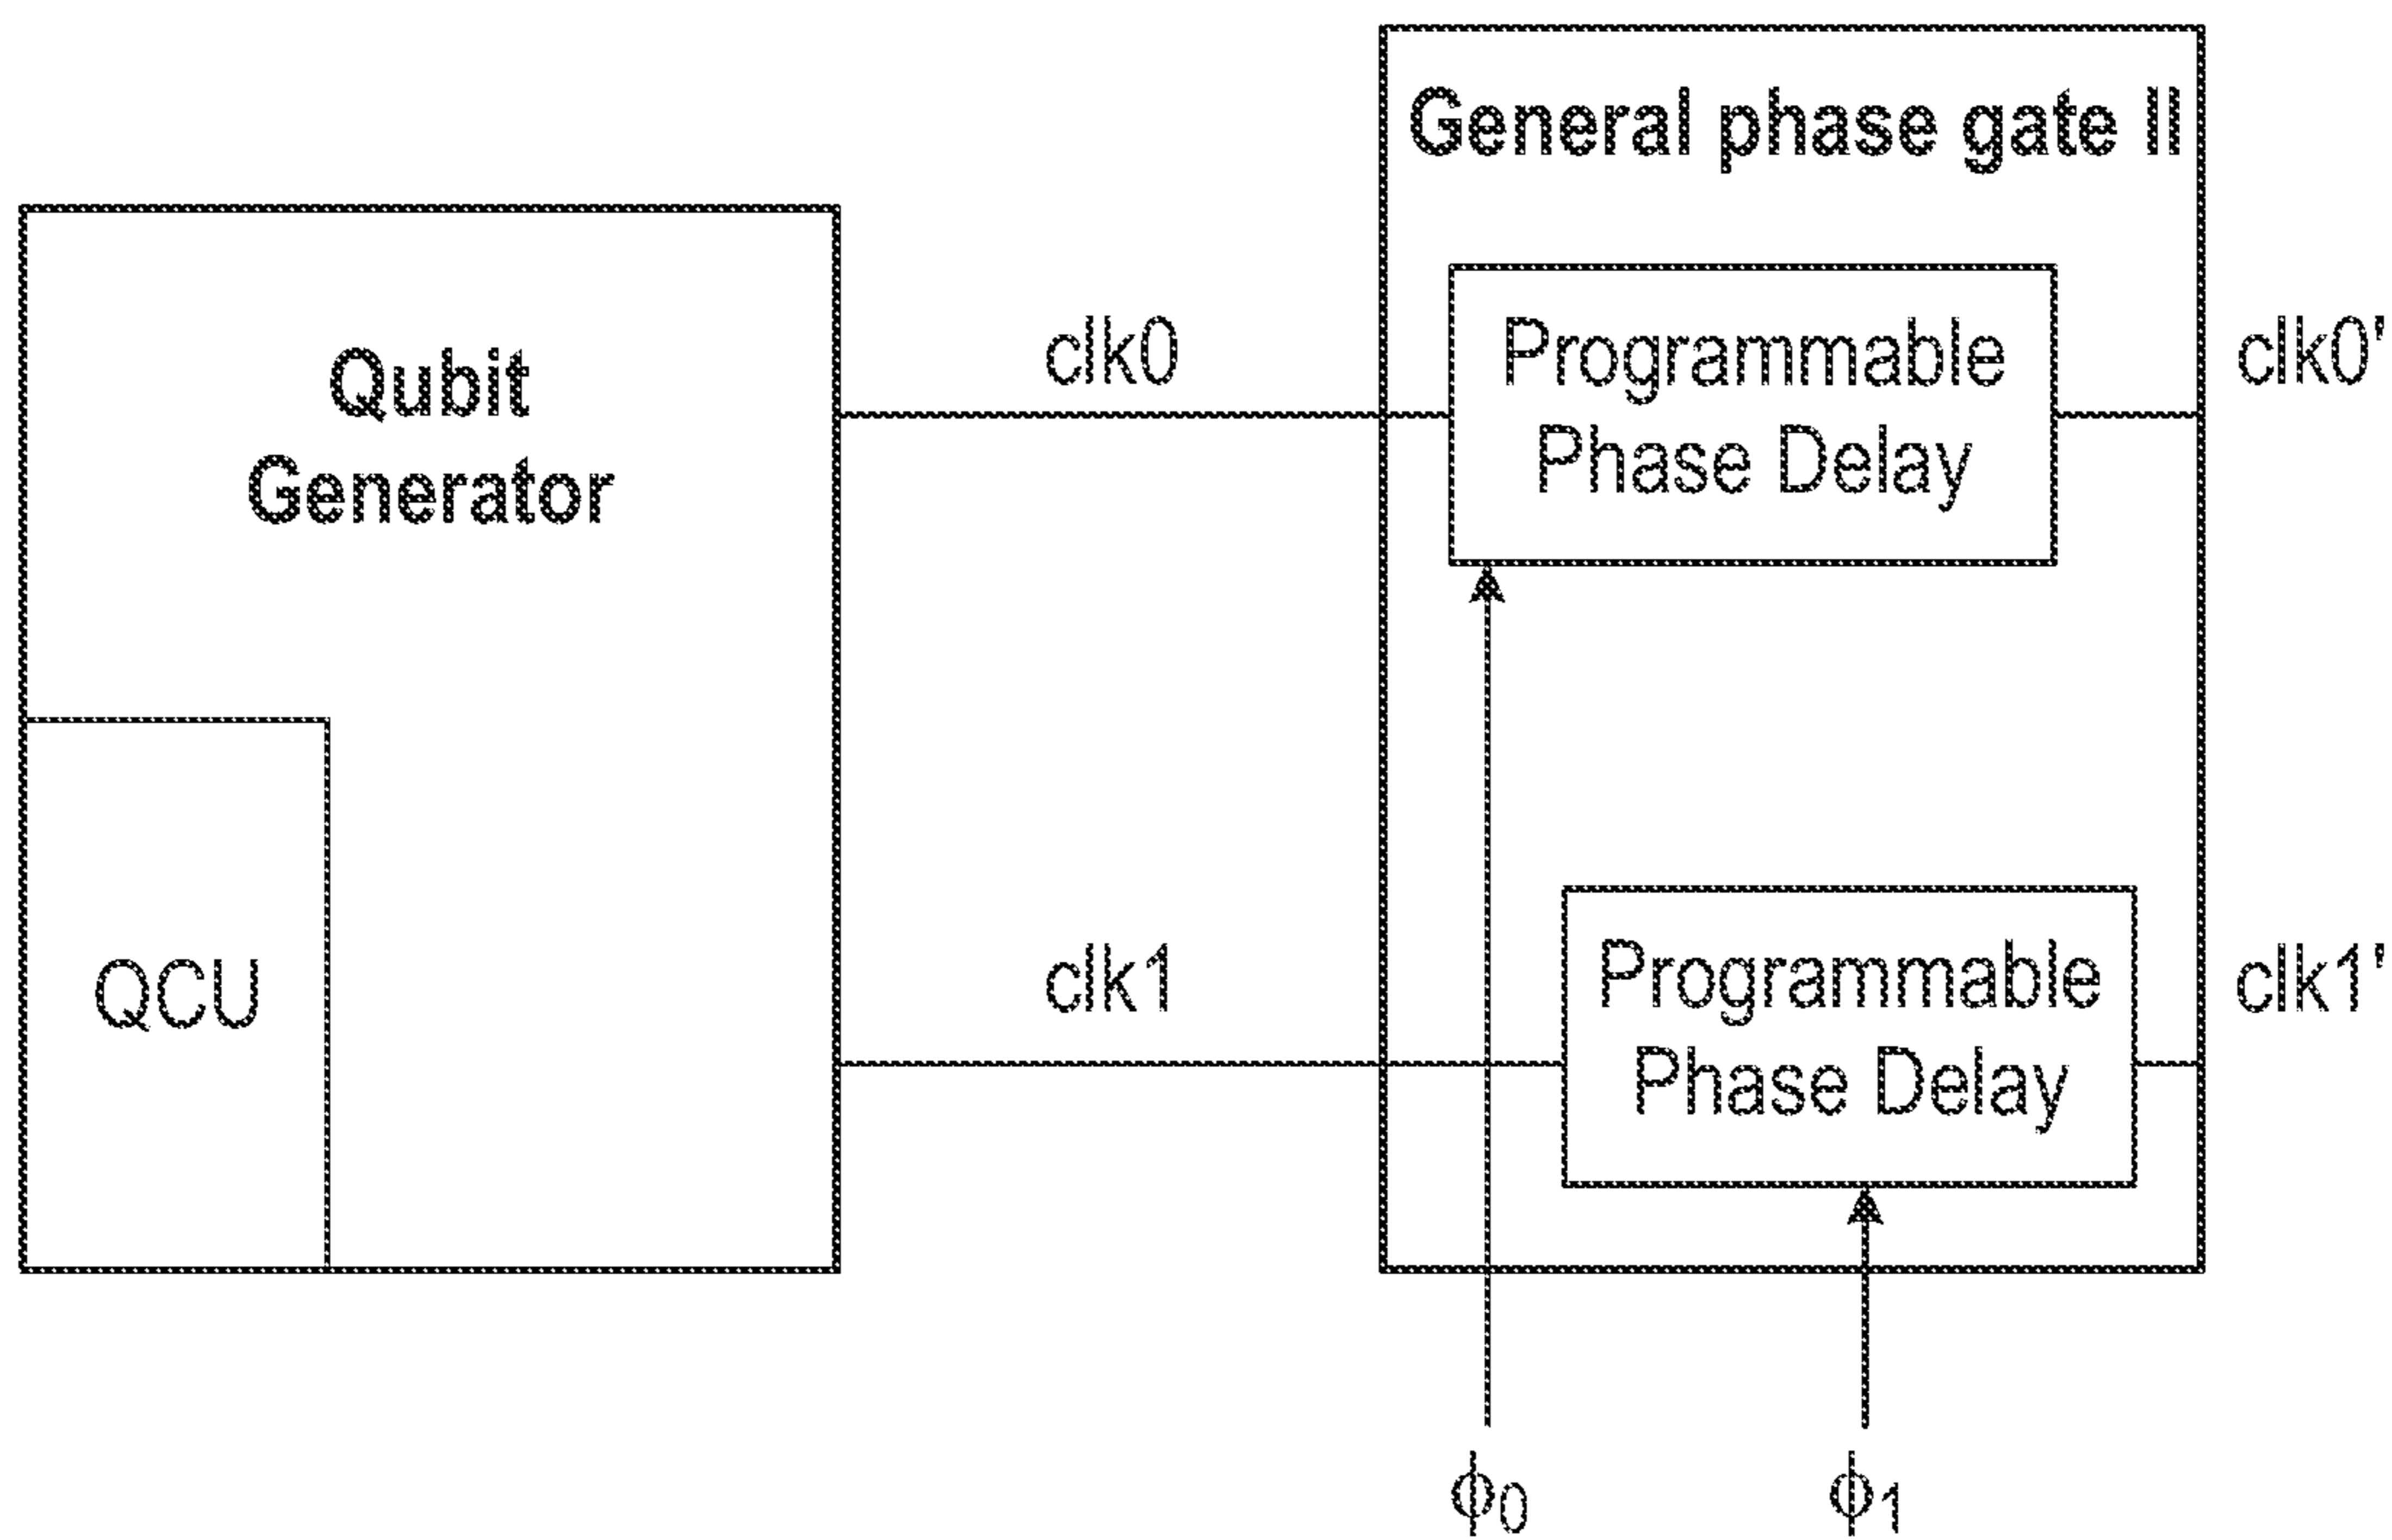 General phase gate II
Qubit
Generator
clk0
Programmable
Phase Delay
clk0'
QCU
clk1
Programmable
Phase Delay
clk1'
ϕ0
ϕ1